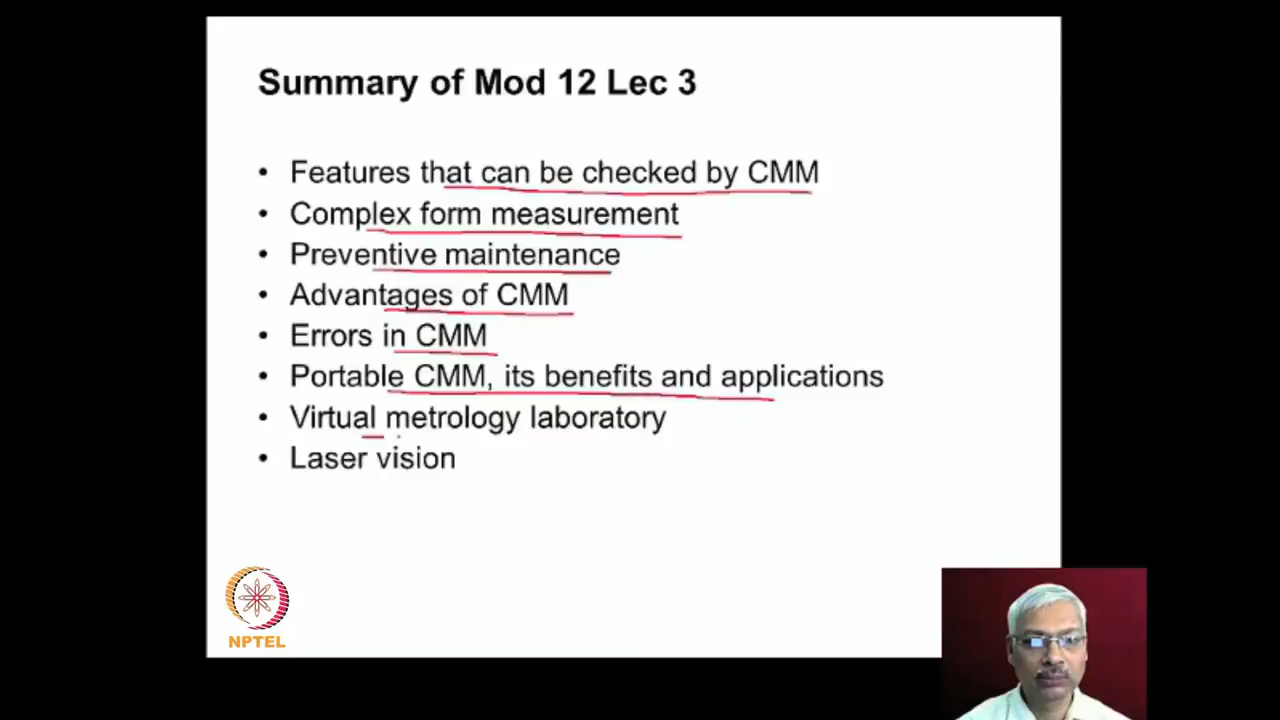 Summary of Mod 12 Lec 3
• Features that can be checked by CMM
• Complex form measurement
• Preventive maintenance
• Advantages of CMM
• Errors in CMM
• Portable CMM, its benefits and applications
• Virtual metrology laboratory
• Laser vision
NPTEL